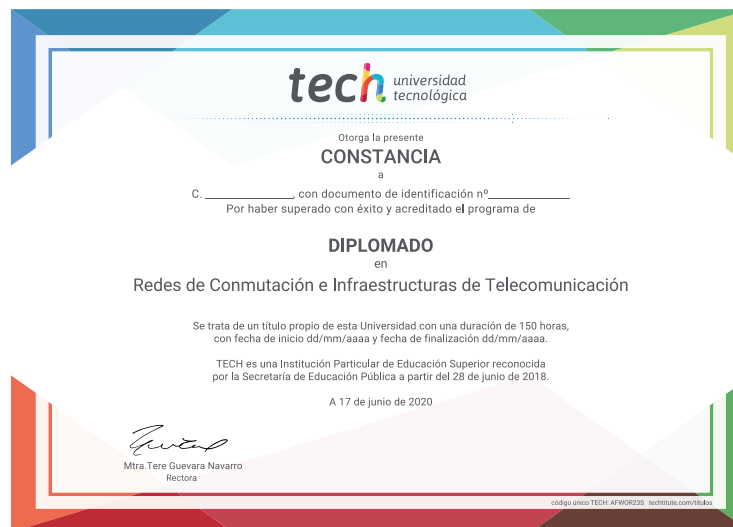 tech universidad
tecnológica
Otorga la presente
CONSTANCIA
a
C. ______________, con documento de identificación nº______________
Por haber superado con éxito y acreditado el programa de
DIPLOMADO
en
Redes de Conmutación e Infraestructuras de Telecomunicación
Se trata de un título propio de esta Universidad con una duración de 150 horas,
con fecha de inicio dd/mm/aaaa y fecha de finalización dd/mm/aaaa.
TECH es una Institución Particular de Educación Superior reconocida
por la Secretaría de Educación Pública a partir del 28 de junio de 2018.
A 17 de junio de 2020
Mtra.Tere Guevara Navarro
Rectora
código único TECH: AFWOR23S techtitute.com/titulos